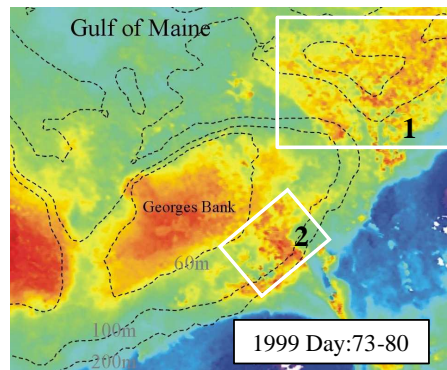 Gulf of Maine
1
Georges Bank
2
60m
100m
200m
1999 Day:73-80